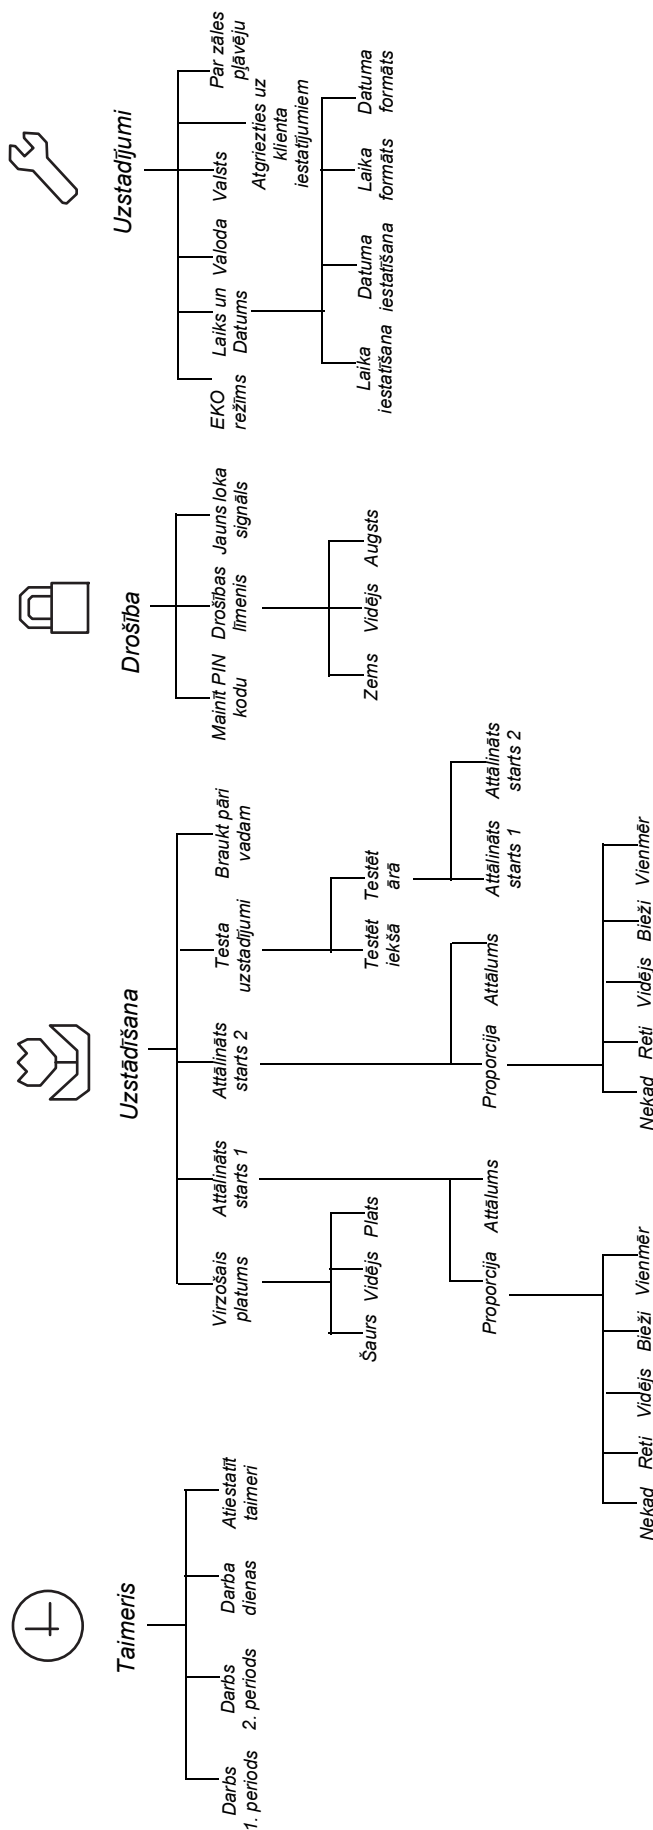 Taimeris
Darbs
1. periods
Darbs
2. periods
Darba
dienas
Atiestatīt
taimeri
Uzstādīšana
Virzošais
platums
Šaurs
Vidējs
Plats
Attālināts
starts 1
Proporcija
Nekad
Reti
Vidējs
Bieži
Vienmēr
Attālums
Attālināts
starts 2
Proporcija
Nekad
Reti
Vidējs
Bieži
Vienmēr
Attālums
Testa
uzstadījumi
Testēt
iekšā
Testēt
ārā
Attālināts
starts 1
Attālināts
starts 2
Braukt pāri
vadam
Drošība
Mainīt PIN
kodu
Drošības
līmenis
Zems
Vidējs
Augsts
Jauns loka
signāls
Uzstadījumi
EKO
režīms
Laiks un
Datums
Laika
iestatīšana
Datuma
iestatīšana
Laika
formāts
Datuma
formāts
Valoda
Valsts
Atgriezties uz
klienta
iestatījumiem
Par zāles
pļāvēju